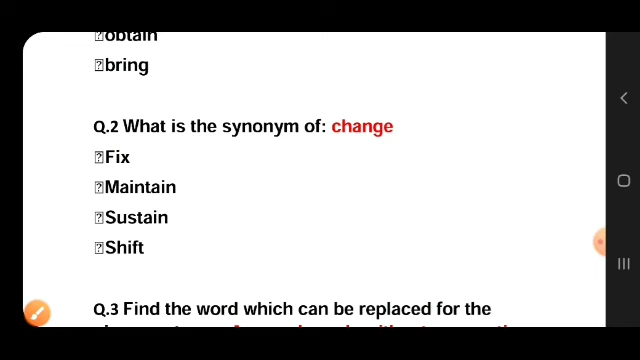 obtain
bring
Q.2 What is the synonym of: change
Fix
Maintain
Sustain
Shift
Q.3 Find the word which can be replaced for the